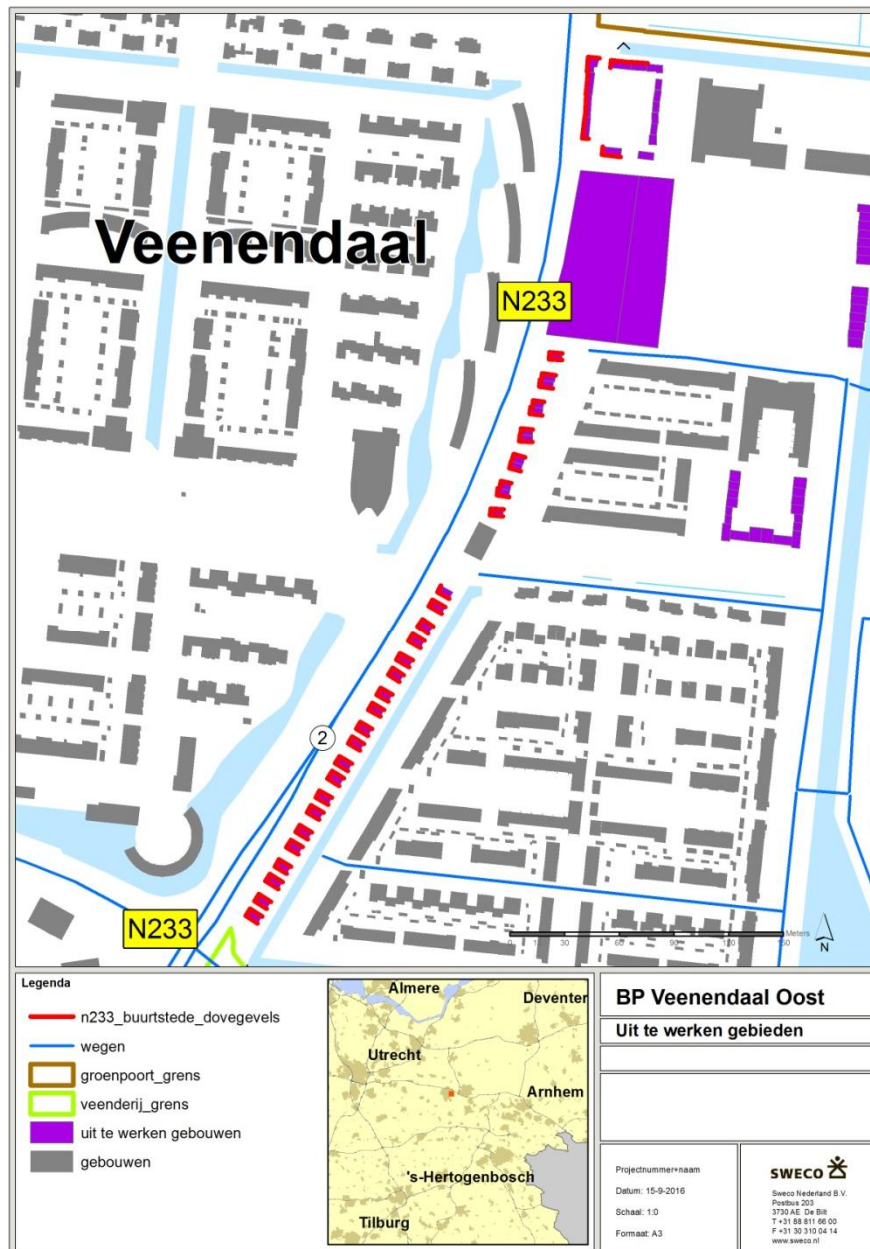 Veenendaal
N233
2
N233
Meters
30
N
Legenda
n233_buurtstede_dovegevels
wegen
groenpoort_grens
veenderij_grens
uit te werken gebouwen
gebouwen
Almere
Deventer
Utrecht
Arnhem
's-Hertogenbosch
Tilburg
BP Veenendaal Oost
Uit te werken gebieden
Projectnummer+naam
Datum: 15-9-2016
Schaal: 1:0
Formaat: A3
SWECO
Sweco Nederland B.V.
Postbus 203
3730 AE De Bilt
T +31 88 811 66 00
F +31 30 310 04 14
www.sweco.nl